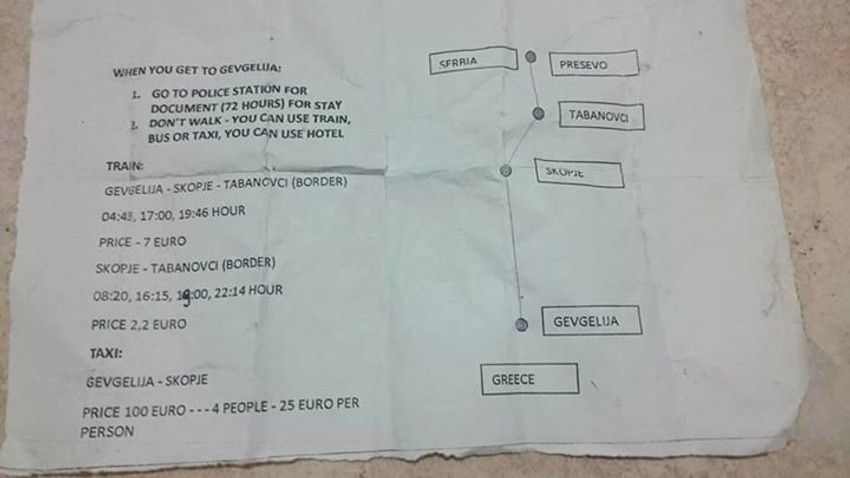 WHEN YOU GET TO GEVGELIJA:
1. GO TO POLICE STATION FOR
DOCUMENT (72 HOURS) FOR STAY
2. DON'T WALK - YOU CAN USE TRAIN,
BUS OR TAXI, YOU CAN USE HOTEL
TRAIN:
GEVGELIJA - SKOPJE - TABANOVCI (BORDER)
04:43, 17:00, 19:46 HOUR
PRICE - 7 EURO
SKOPJE - TABANOVCI (BORDER)
08:20, 16:15, 19:00, 22:14 HOUR
PRICE 2,2 EURO
TAXI:
GEVGELIJA - SKOPJE
PRICE 100 EURO - - - 4 PEOPLE - 25 EURO PER
PERSON
SERBIA
PRESEVO
TABANOVCI
SKOPJE
GEVGELIJA
GREECE